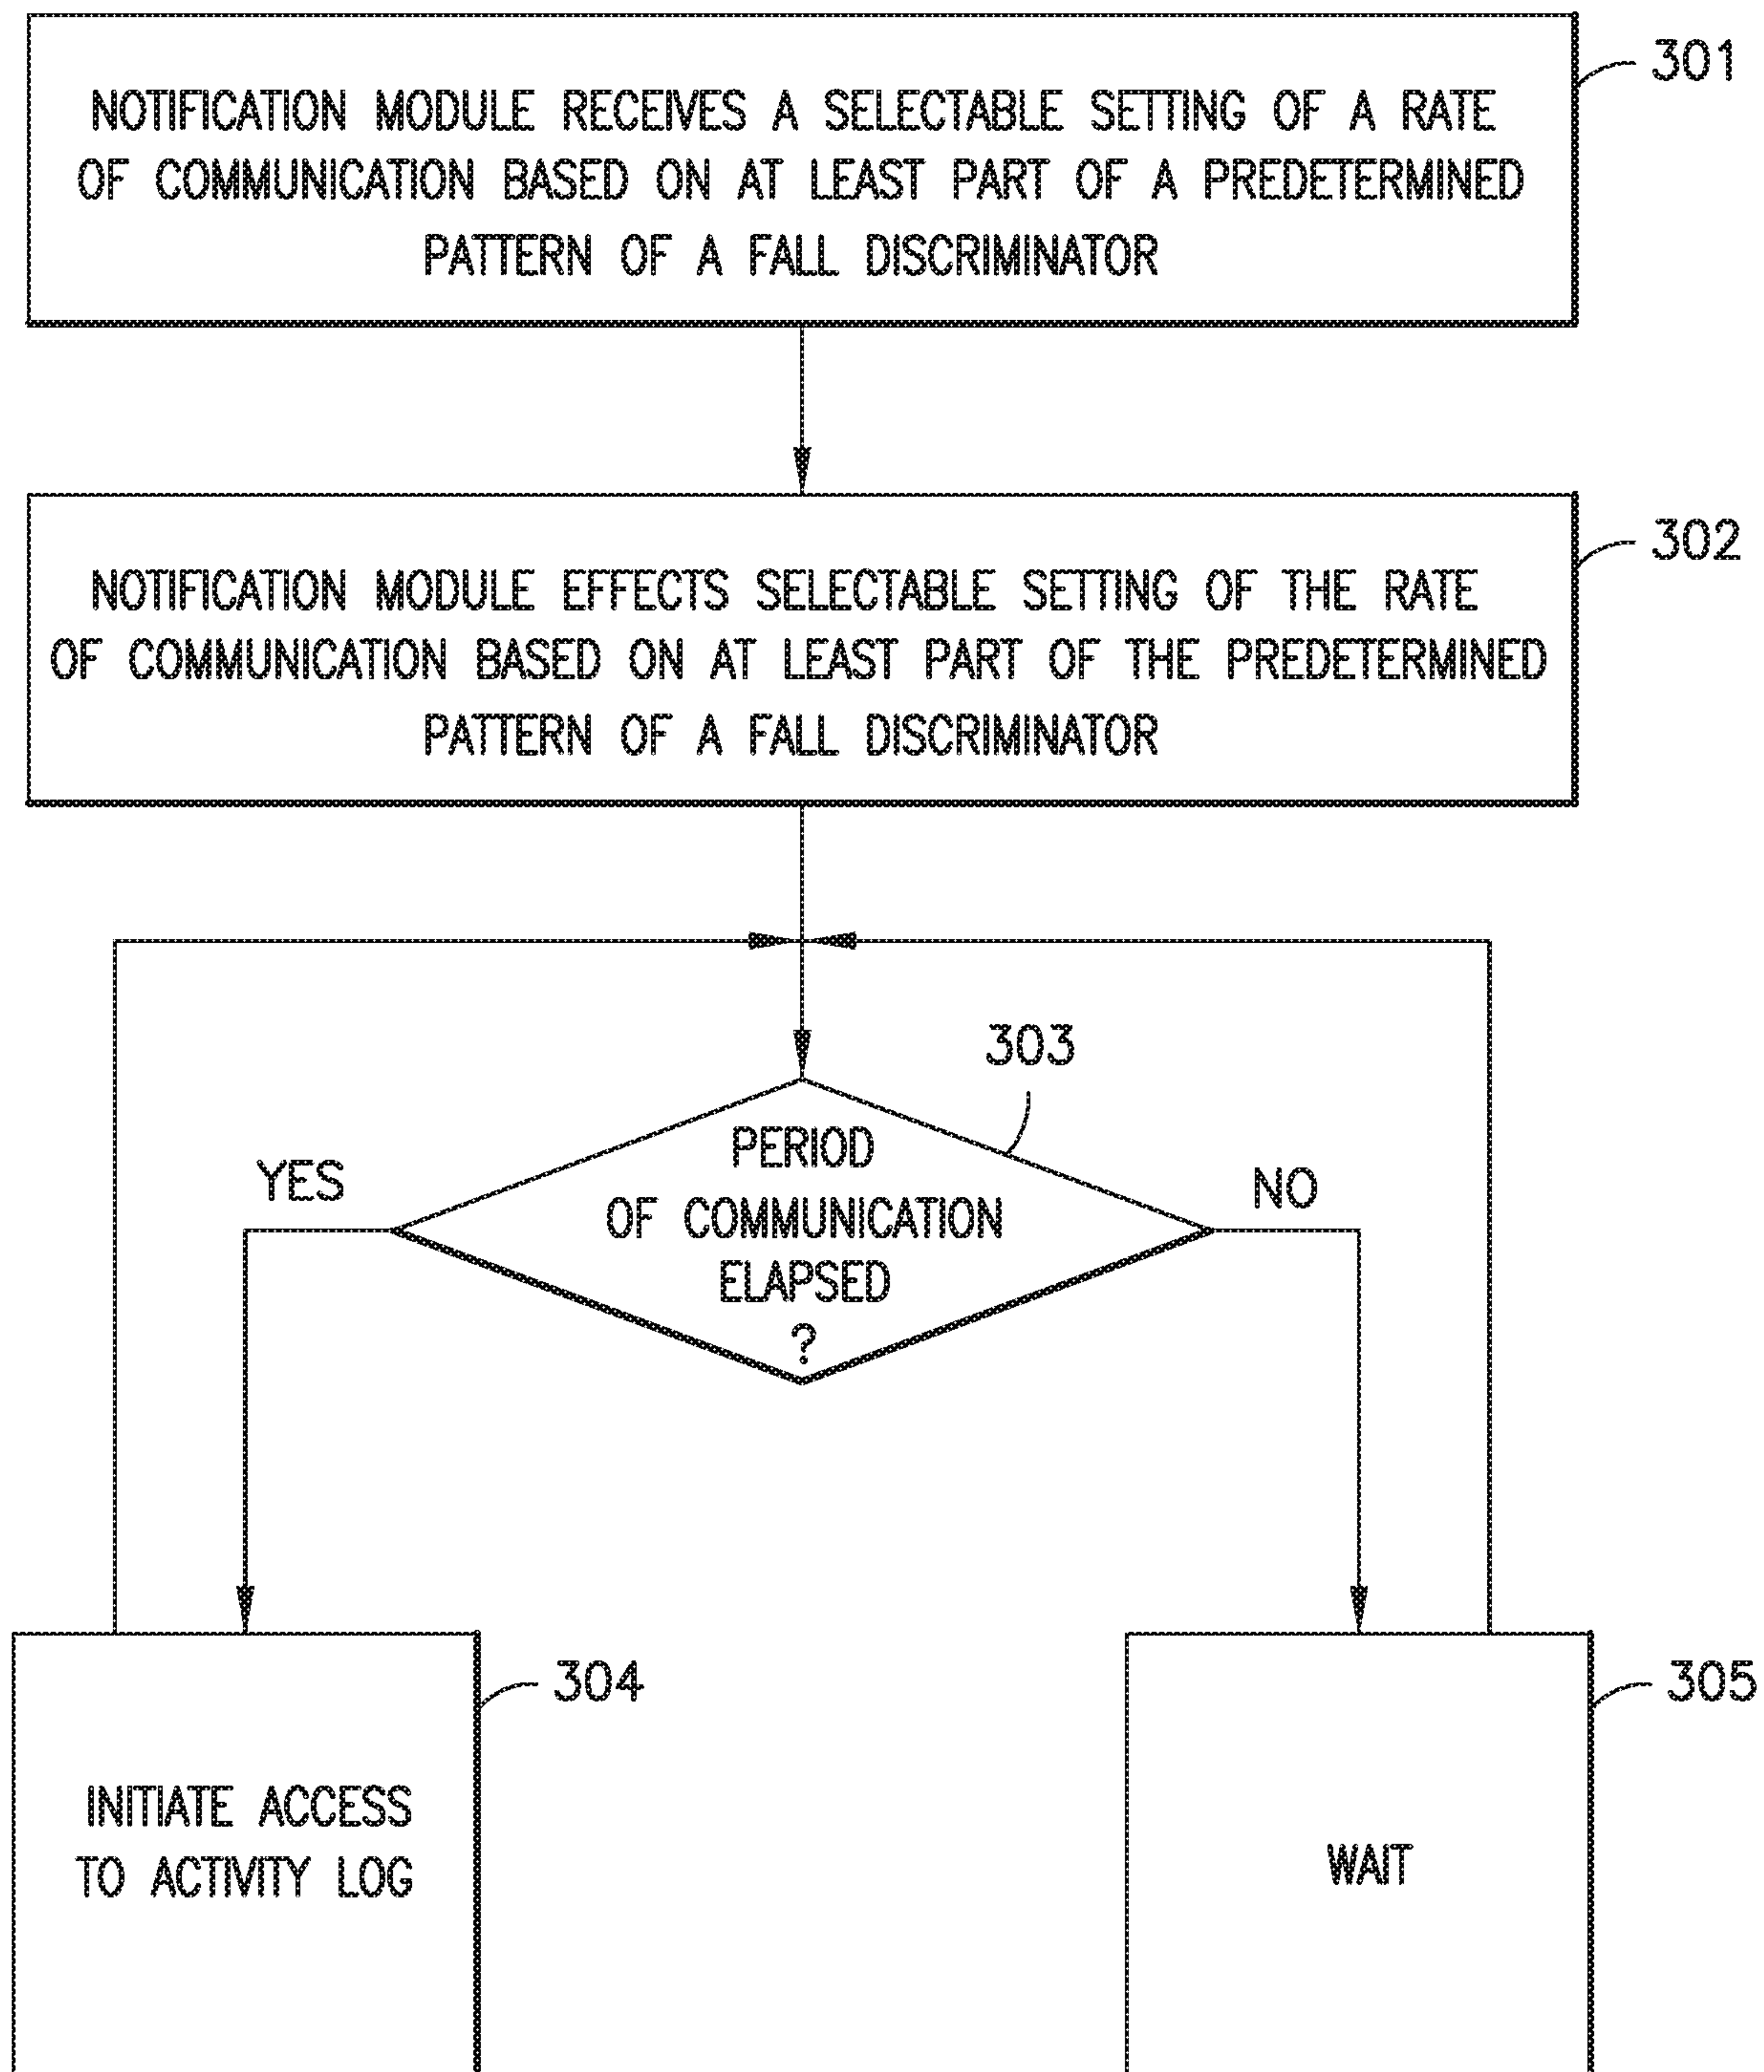 301
NOTIFICATION MODULE RECEIVES A SELECTABLE SETTING OF A RATE
OF COMMUNICATION BASED ON AT LEAST PART OF A PREDETERMINED
PATTERN OF A FALL DISCRIMINATOR
302
NOTIFICATION MODULE EFFECTS SELECTABLE SETTING OF THE RATE
OF COMMUNICATION BASED ON AT LEAST PART OF THE PREDETERMINED
PATTERN OF A FALL DISCRIMINATOR
303
PERIOD
OF COMMUNICATION
ELAPSED
?
YES
NO
304
INITIATE ACCESS
TO ACTIVITY LOG
305
WAIT